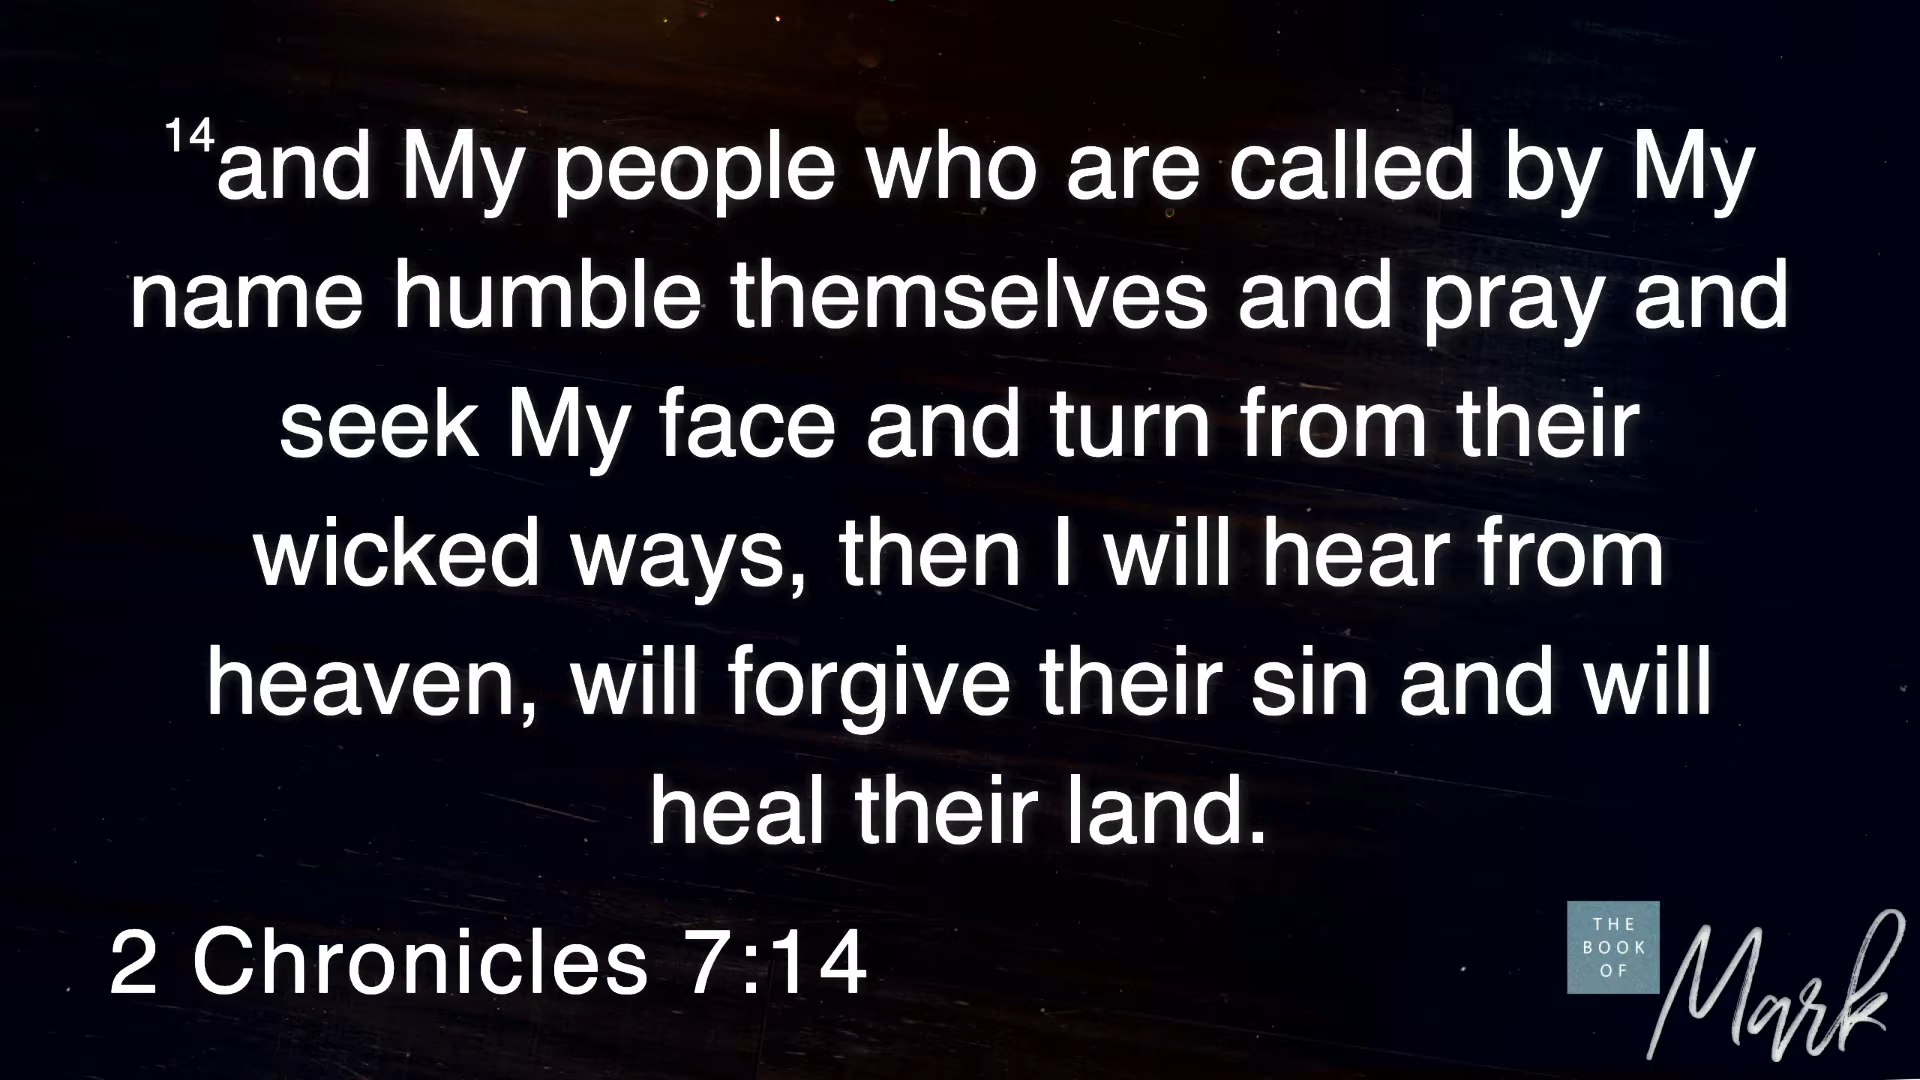 14and My people who are called by My
name humble themselves and pray and
seek My face and turn from their
wicked ways, then I will hear from
heaven, will forgive their sin and will
heal their land.
2 Chronicles 7:14
THE
BOOK
OF
Mark